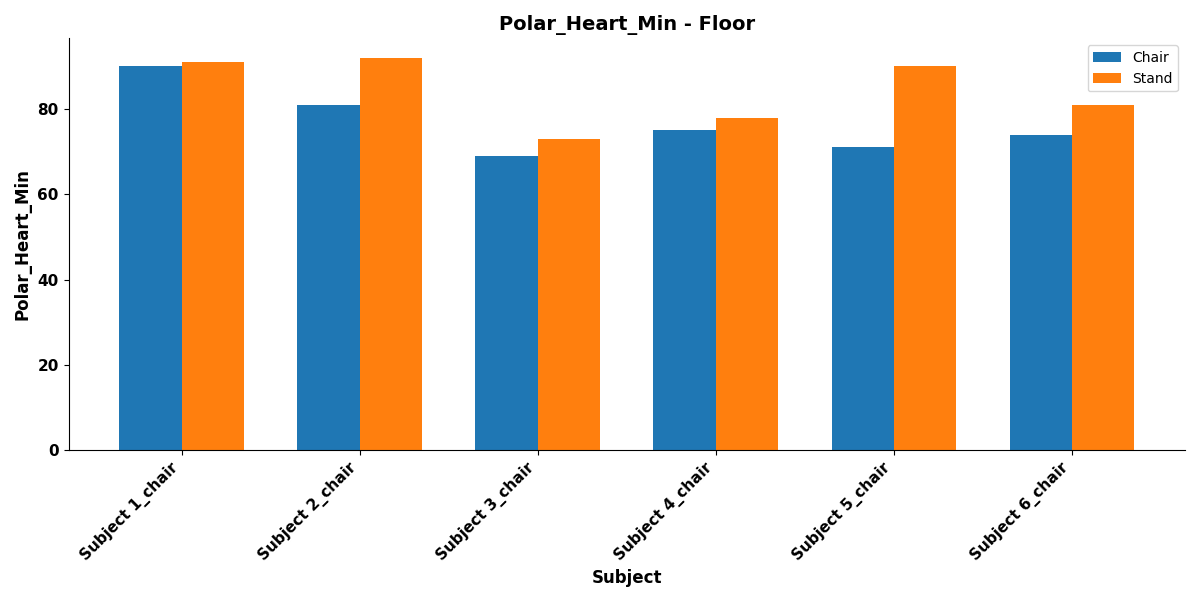 Polar_Heart_Min - Floor
Chair
Stand
Polar_Heart_Min
80
60
40
20
0
Subject 1_chair
Subject 2_chair
Subject 3_chair
Subject 4_chair
Subject 5_chair
Subject 6_chair
Subject